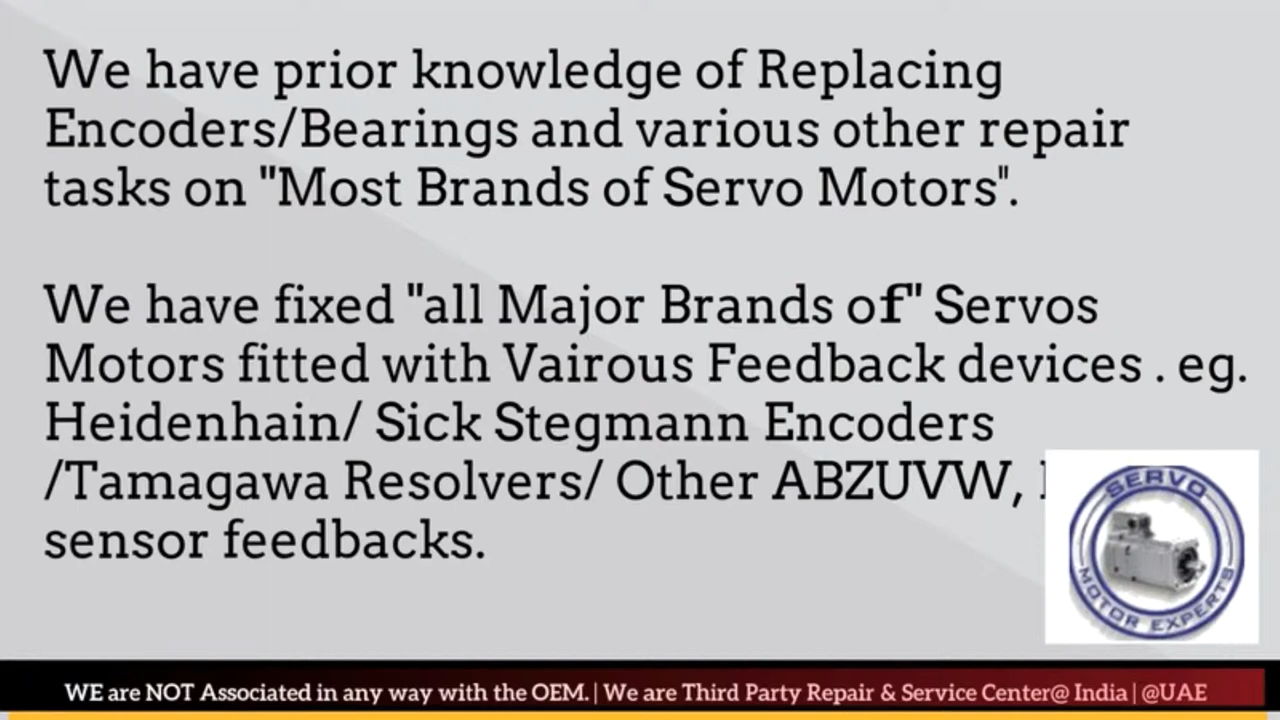 We have prior knowledge of Replacing
Encoders/Bearings and various other repair
tasks on "Most Brands of Servo Motors".
We have fixed "all Major Brands of" Servos
Motors fitted with Vairous Feedback devices . eg.
Heidenhain/ Sick Stegmann Encoders
/Tamagawa Resolvers/ Other ABZUVW,
sensor feedbacks.
SERVO
MOTOR EXPERTS
WE are NOT Associated in any way with the OEM. | We are Third Party Repair & Service Center@ India | @UAE